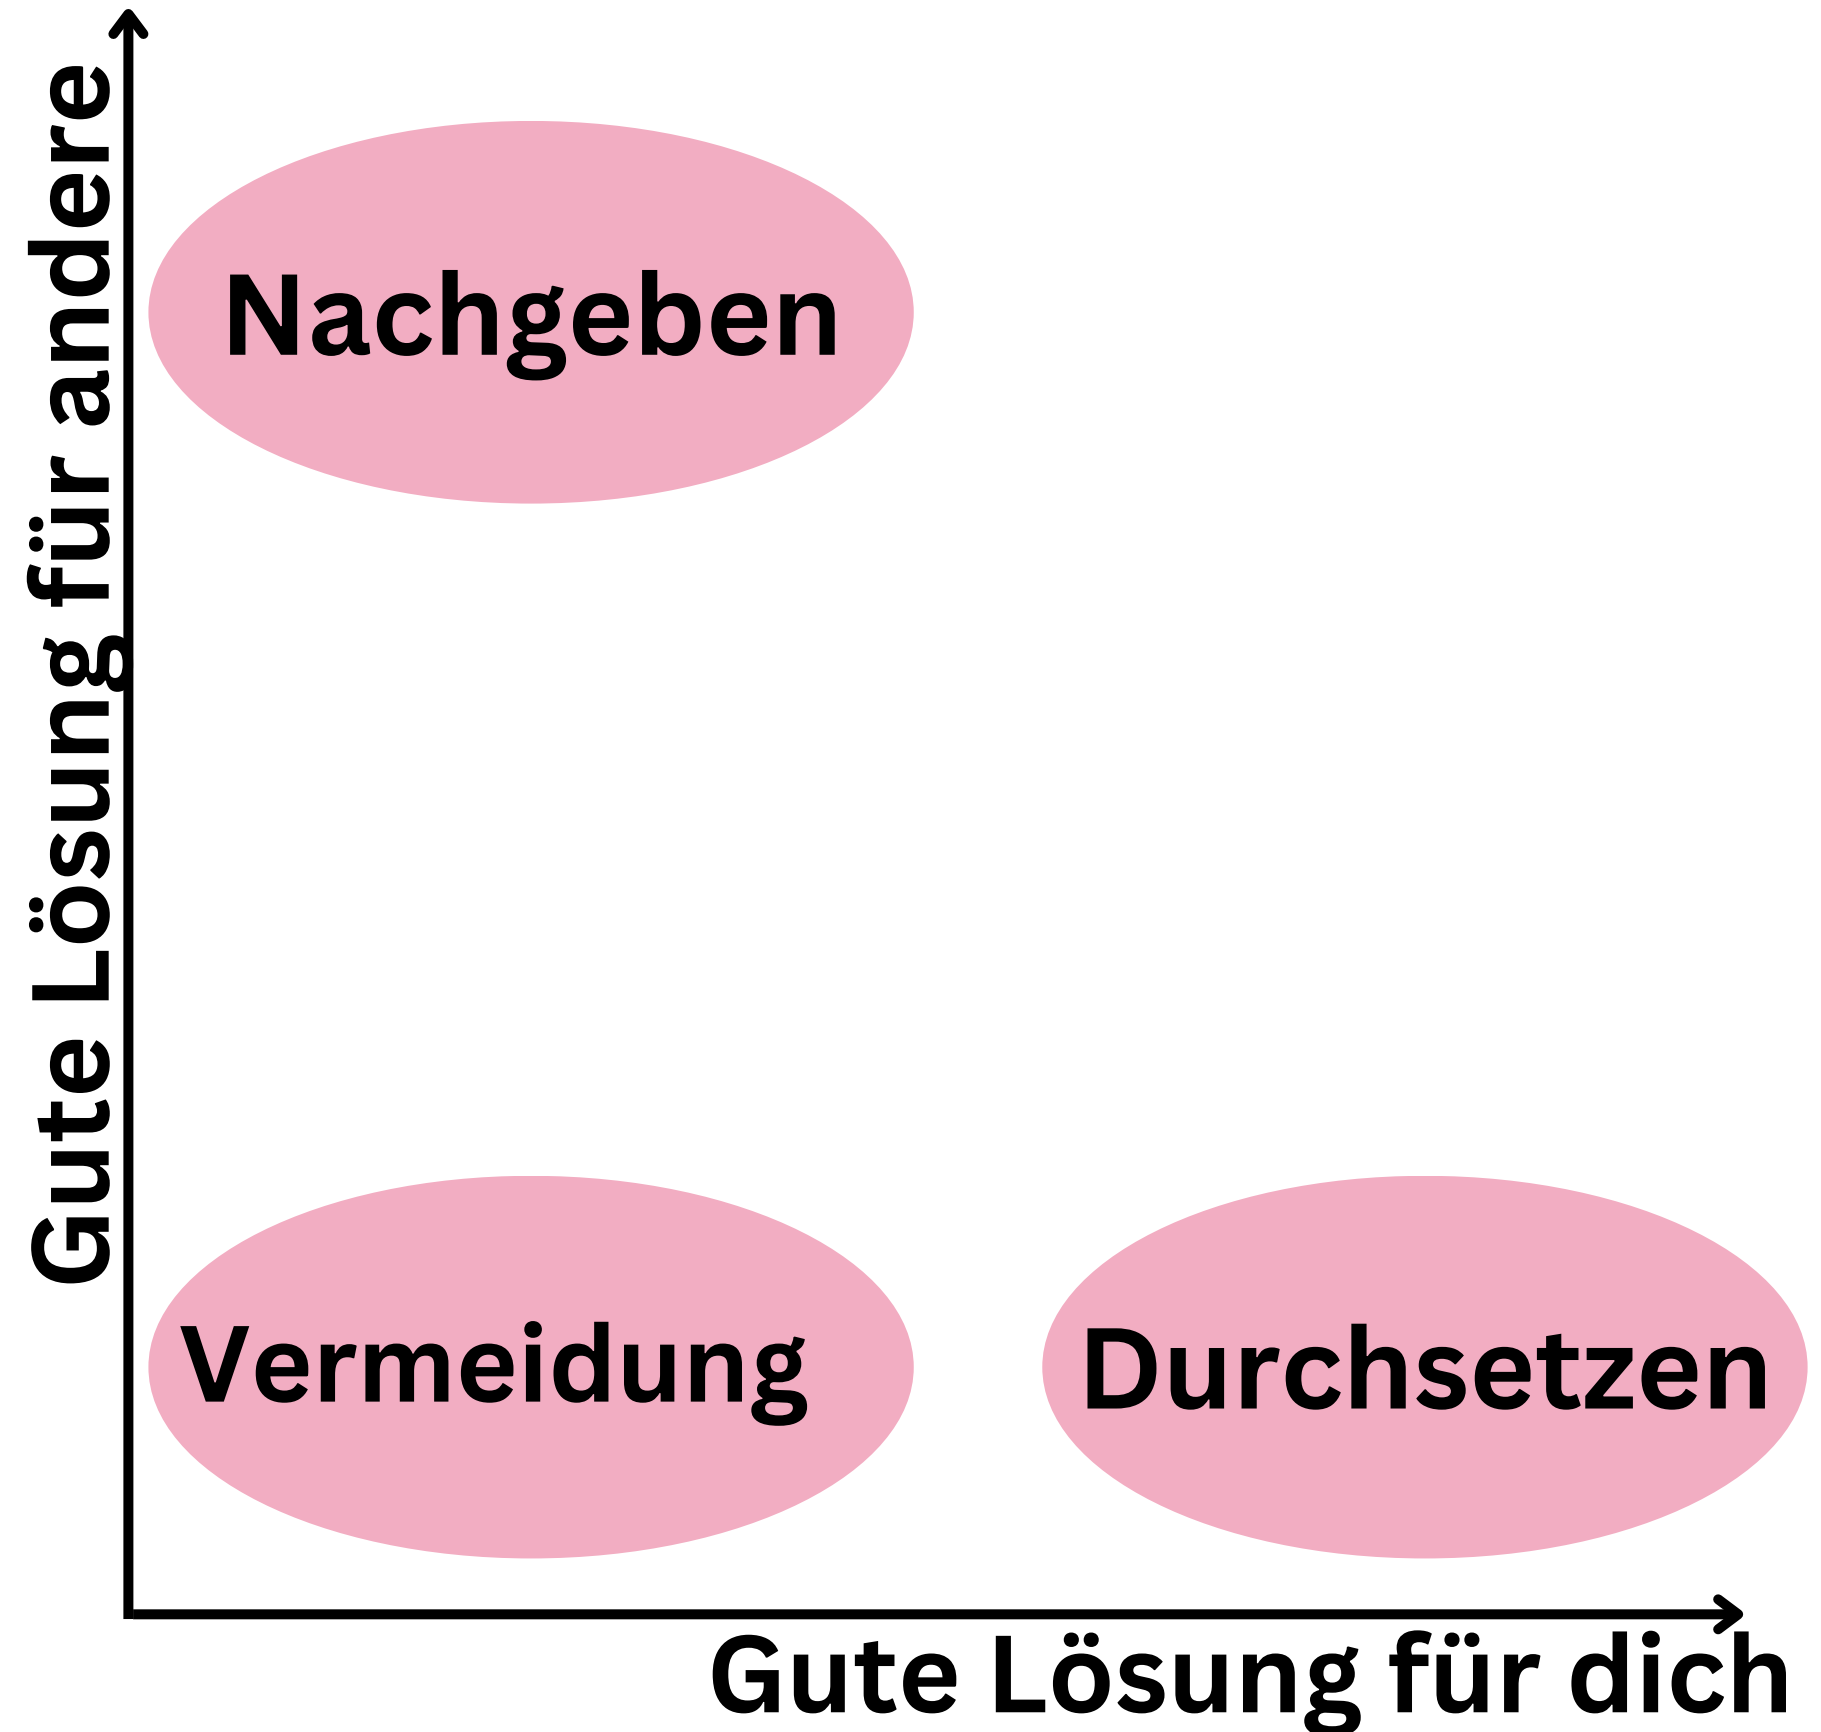 Gute Lösung für andere
Nachgeben
Vermeidung
Durchsetzen
Gute Lösung für dich